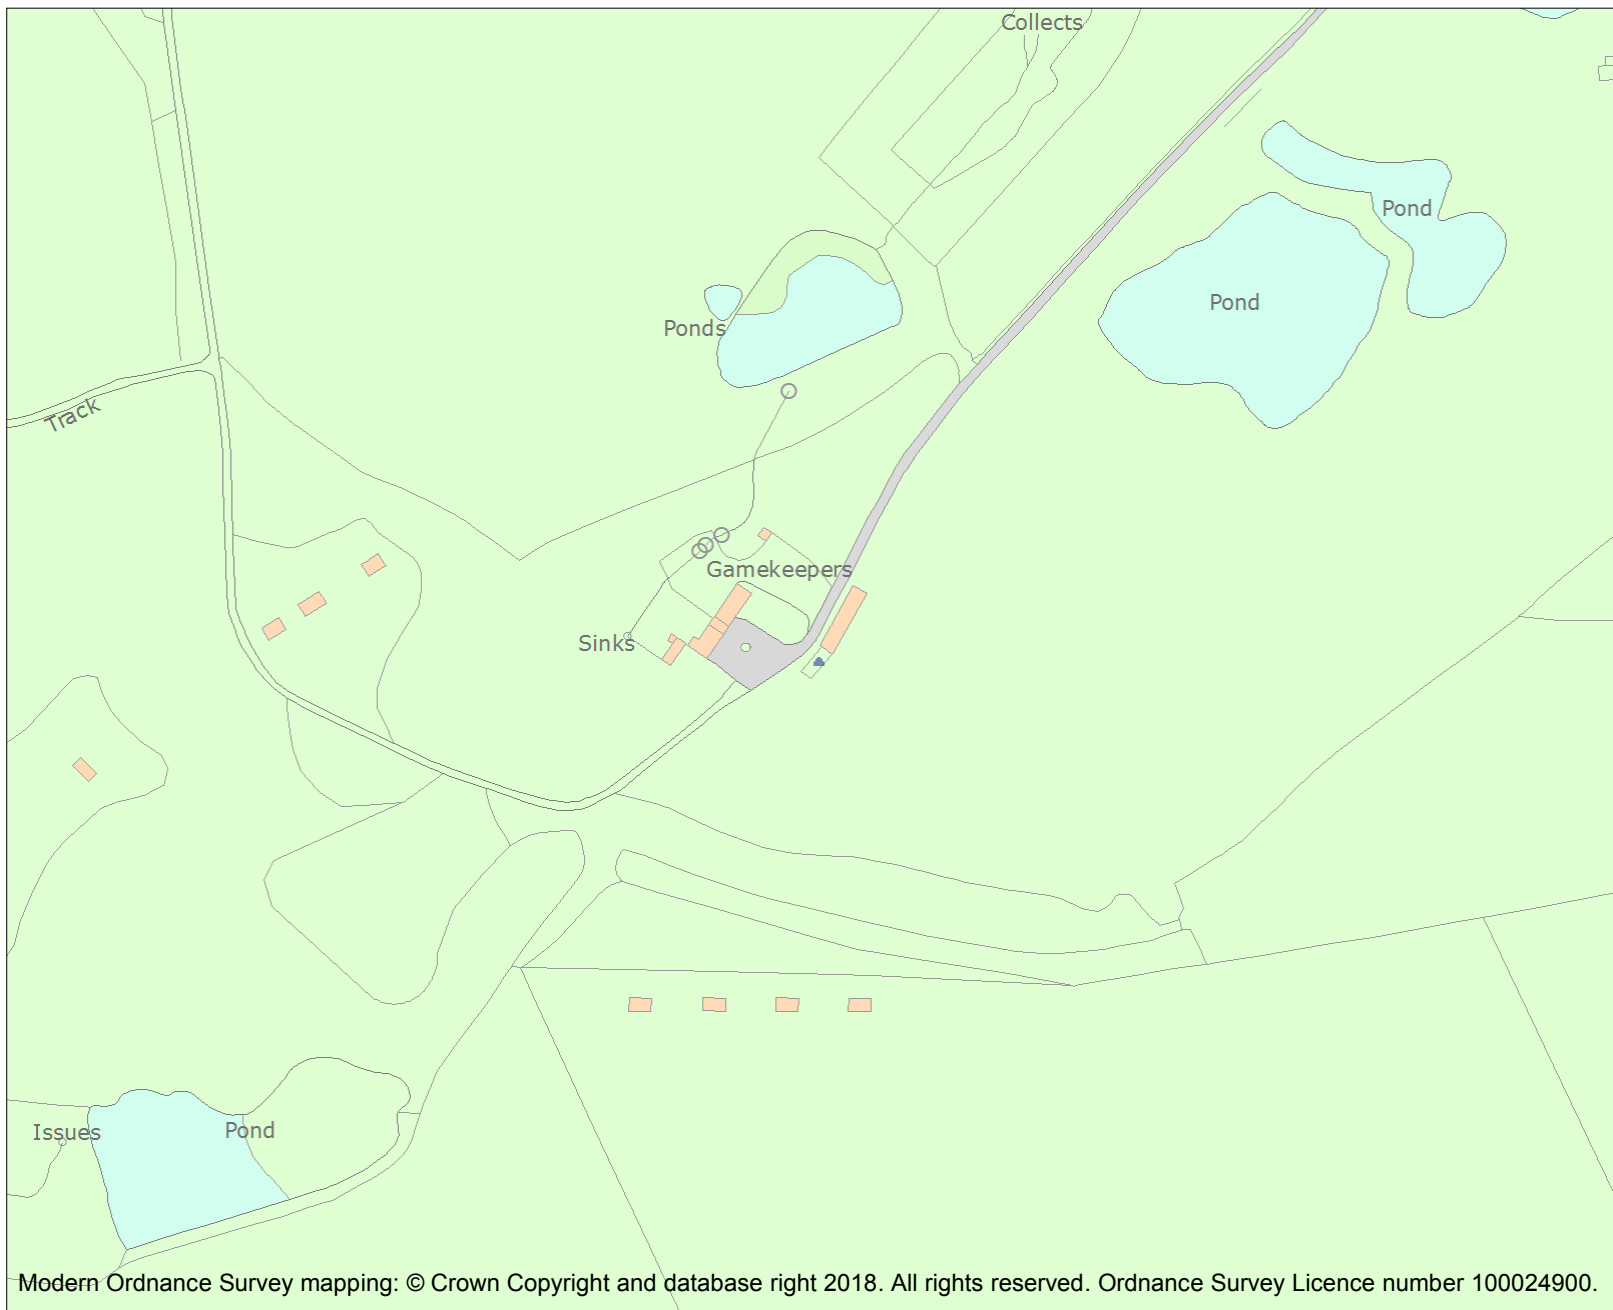 Collects
Pond
Pond
Ponds
Track
Gamekeepers
Sinks
Issues
Pond
Modern Ordnance Survey mapping: © Crown Copyright and database right 2018. All rights reserved. Ordnance Survey Licence number 100024900.